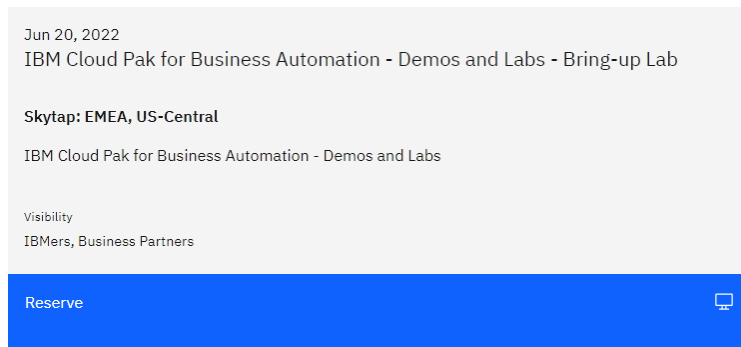 Jun 20, 2022
IBM Cloud Pak for Business Automation - Demos and Labs - Bring-up Lab
Skytap: EMEA, US-Central
IBM Cloud Pak for Business Automation - Demos and Labs
Visibility
IBMers, Business Partners
Reserve